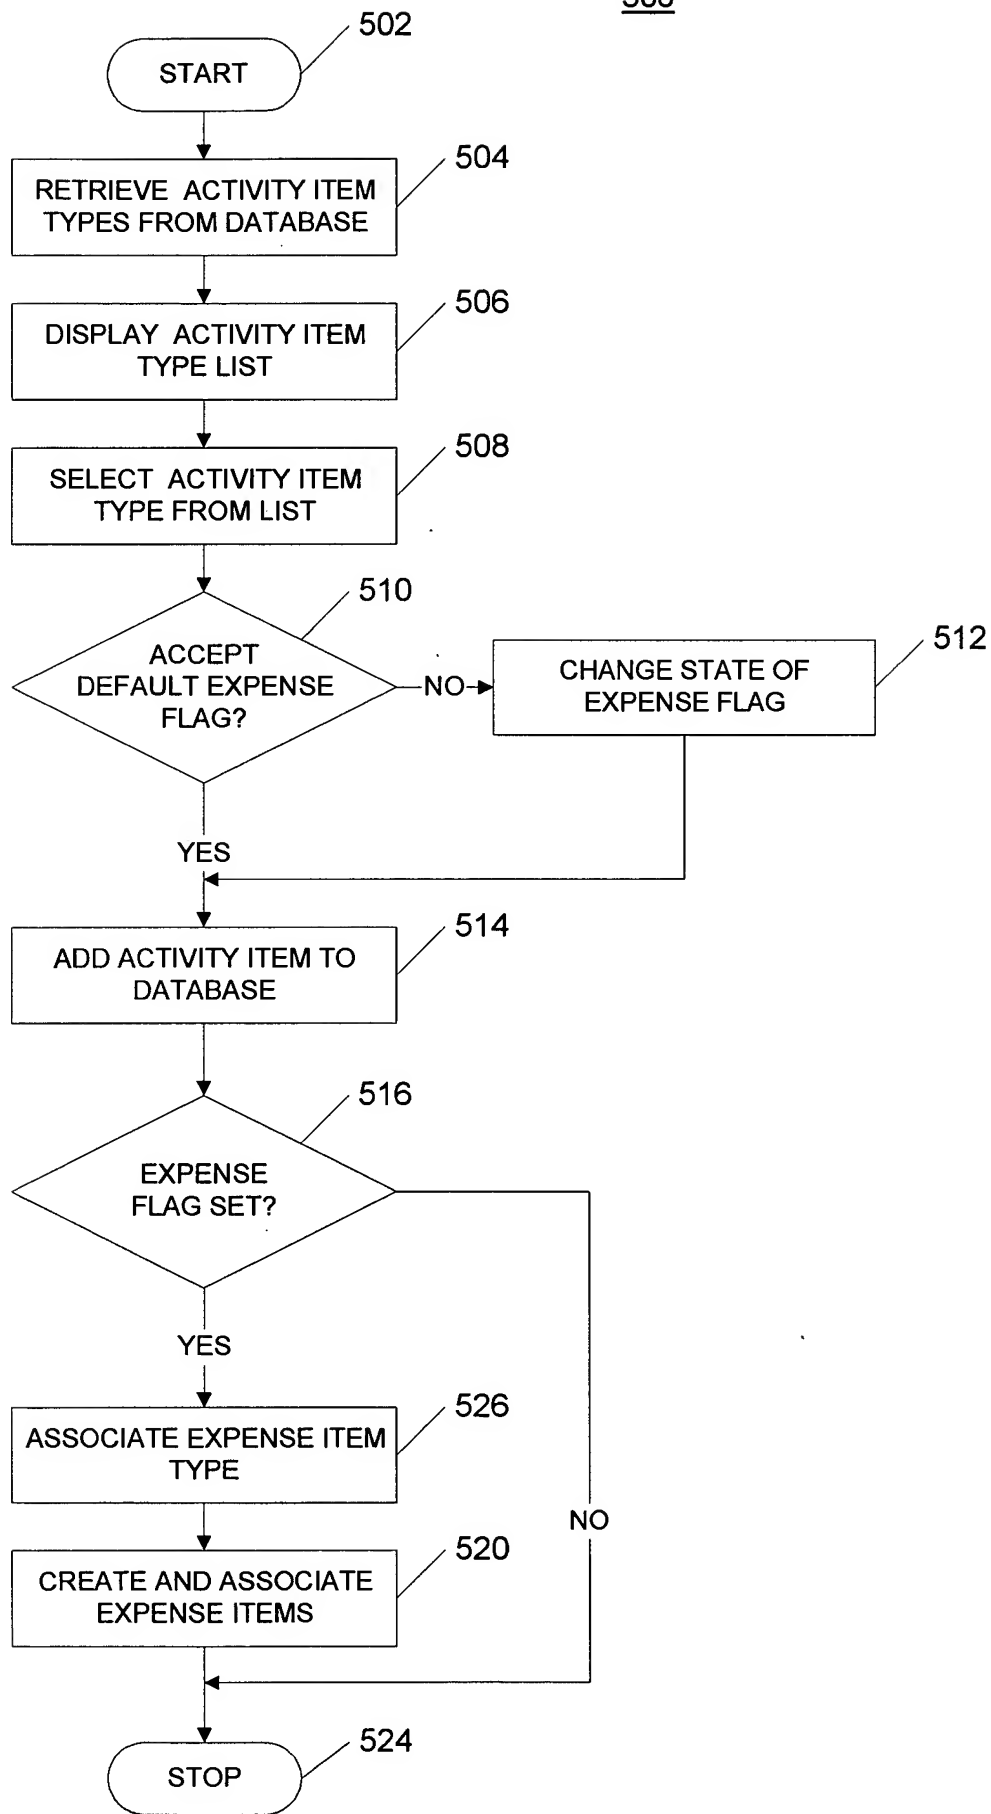 502
START
504
RETRIEVE ACTIVITY ITEM
TYPES FROM DATABASE
506
DISPLAY ACTIVITY ITEM
TYPE LIST
508
SELECT ACTIVITY ITEM
TYPE FROM LIST
510
ACCEPT
DEFAULT EXPENSE
FLAG?
NO
512
CHANGE STATE OF
EXPENSE FLAG
YES
514
ADD ACTIVITY ITEM TO
DATABASE
516
EXPENSE
FLAG SET?
YES
526
ASSOCIATE EXPENSE ITEM
TYPE
NO
520
CREATE AND ASSOCIATE
EXPENSE ITEMS
524
STOP